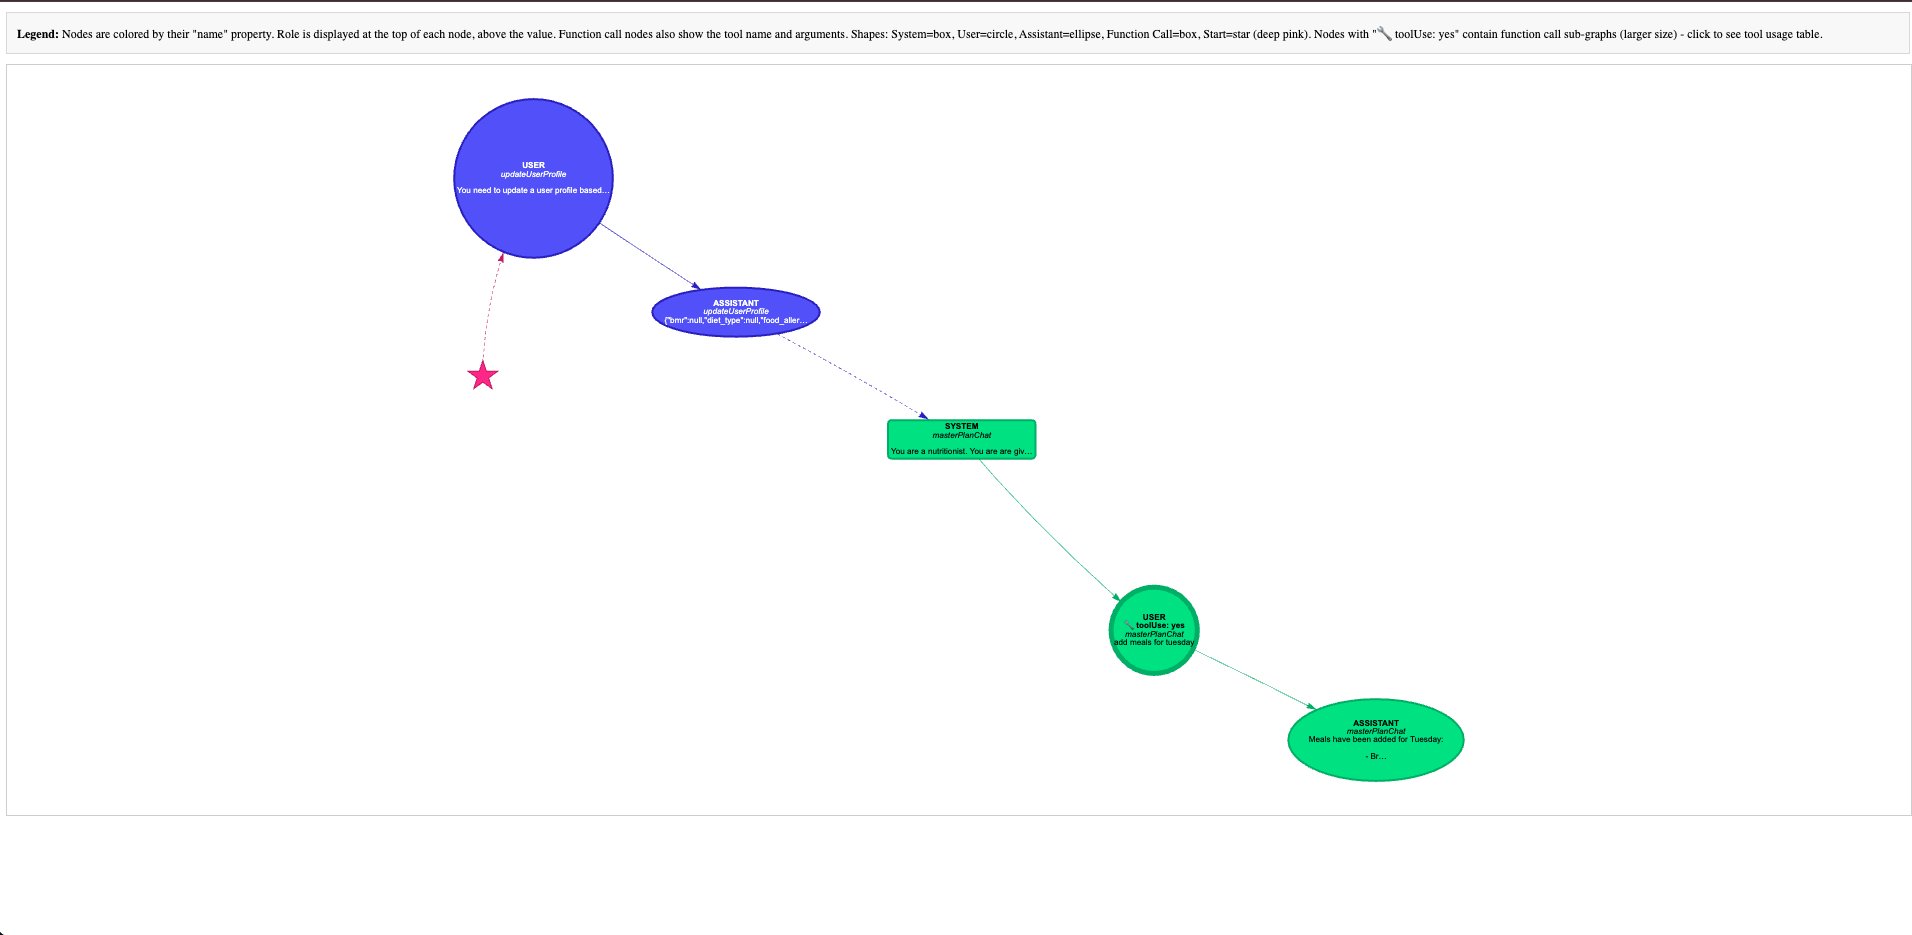 Legend: Nodes are colored by their "name" property. Role is displayed at the top of each node, above the value. Function call nodes also show the tool name and arguments. Shapes: System=box, User=circle, Assistant=ellipse, Function Call=box, Start=star (deep pink). Nodes with "🔧 toolUse: yes" contain function call sub-graphs (larger size) - click to see tool usage table.
USER
updateUserProfile
You need to update a user profile based...
ASSISTANT
updateUserProfile
{"bmr":null,"diet_type":null,"food_aller...
SYSTEM
masterPlanChat
You are a nutritionist. You are are giv...
USER
🔧 toolUse: yes
masterPlanChat
add meals for tuesday
ASSISTANT
masterPlanChat
Meals have been added for Tuesday:
- Br...